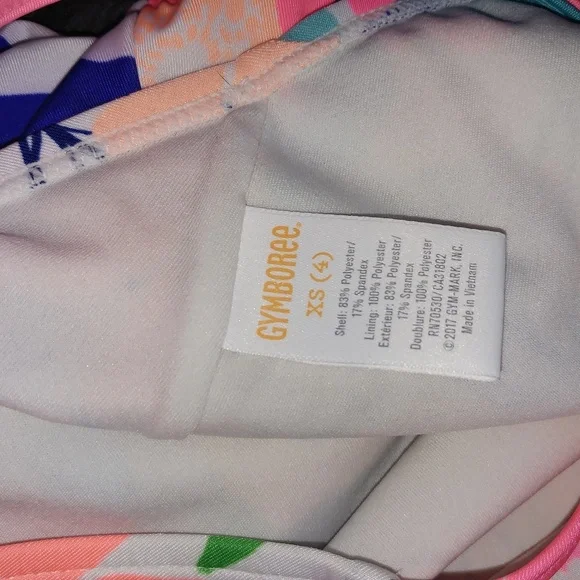 GYMBOREE.
XS (4)
Shell: 83% Polyester/
17% Spandex
Lining: 100% Polyester
Extérieur: 83% Polyester/
17% Spandex
Doublure: 100% Polyester
RN70530/CA31802
©2017 GYM-MARK, INC.
Made in Vietnam